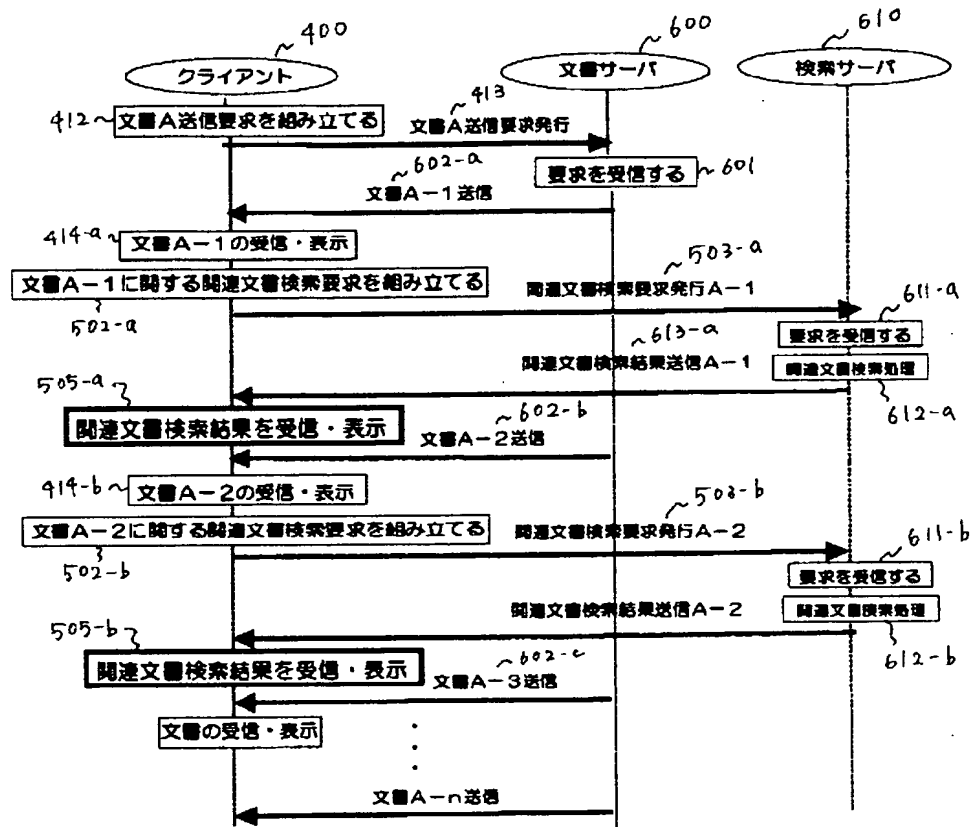 400
600
610
クライアント
文書サーバ
検索サーバ
412
文書A送信要求を組み立てる
413
文書A送信要求発行
602-a
要求を受信する
601
文書A-1送信
414-a
文書A-1の受信・表示
503-a
文書A-1に関する関連文書検索要求を組み立てる
関連文書検索要求発行A-1
611-a
502-a
613-a
要求を受信する
関連文書検索結果送信A-1
関連文書検索処理
505-a
612-a
602-b
関連文書検索結果を受信・表示
文書A-2送信
414-b
文書A-2の受信・表示
503-b
文書A-2に関する関連文書検索要求を組み立てる
関連文書検索要求発行A-2
611-b
502-b
要求を受信する
関連文書検索結果送信A-2
関連文書検索処理
505-b
612-b
602-c
関連文書検索結果を受信・表示
文書A-3送信
文書の受信・表示
文書A-n送信